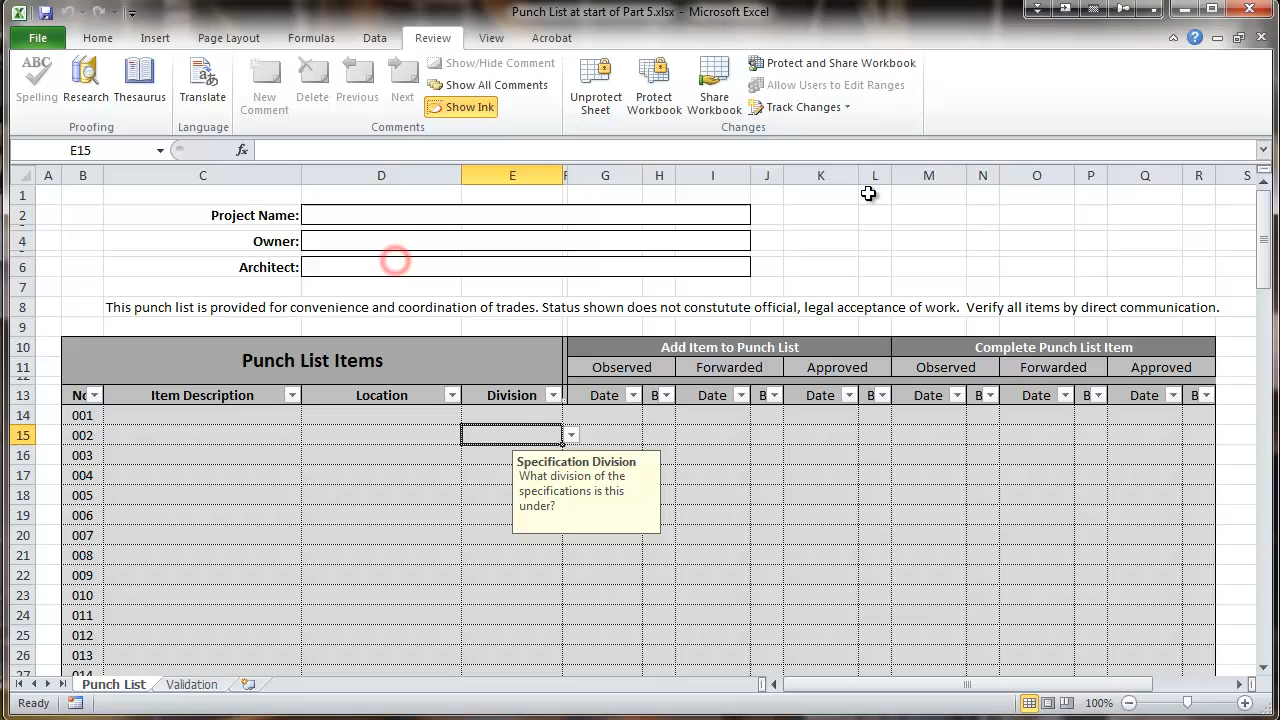 Punch List at start of Part 5.xlsx - Microsoft Excel
File Home Insert Page Layout Formulas Data Review View Acrobat
ABC Spelling Research Thesaurus Translate New Comment Delete Previous Next Show/Hide Comment Show All Comments Show Ink Unprotect Sheet Protect Workbook Share Workbook Protect and Share Workbook Allow Users to Edit Ranges Track Changes
Proofing Language Comments Changes
E15 fx
A B C D E F G H I J K L M N O P Q R S
1
2 Project Name:
4 Owner:
6 Architect:
7
8 This punch list is provided for convenience and coordination of trades. Status shown does not constutute official, legal acceptance of work. Verify all items by direct communication.
9
10 Punch List Items Add Item to Punch List Complete Punch List Item
11 Observed Forwarded Approved Observed Forwarded Approved
13 No Item Description Location Division Date B Date B Date B Date B Date B Date B
14 001
15 002
16 003
17 004
18 005
19 006
20 007
21 008
22 009
23 010
24 011
25 012
26 013
Specification Division
What division of the
specifications is this
under?
Punch List Validation
Ready 100%